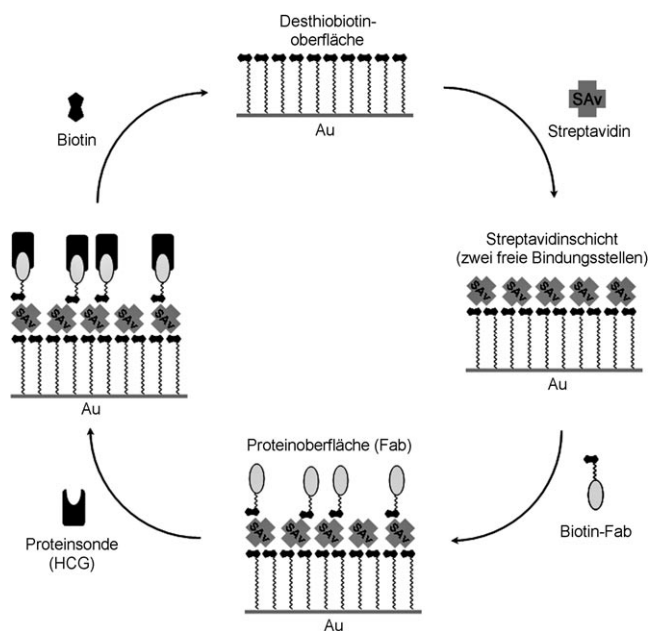 Desthiobiotin-
oberfläche
Au
SAv
Streptavidin
Streptavidinschicht
(zwei freie Bindungsstellen)
SAv SAv SAv SAv SAv
Au
Biotin-Fab
Proteinoberfläche (Fab)
SAv SAv SAv SAv SAv
Au
Proteinsonde
(HCG)
SAv SAv SAv SAv SAv
Au
Biotin